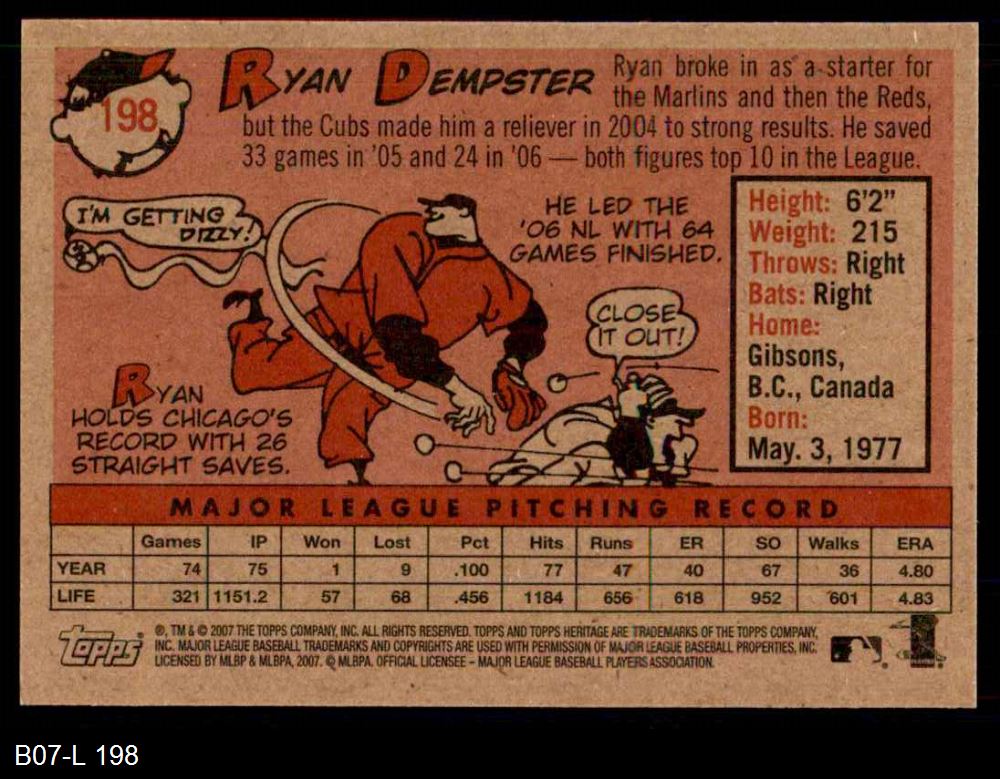 198
RYAN DEMPSTER
Ryan broke in as a starter for
the Marlins and then the Reds,
but the Cubs made him a reliever in 2004 to strong results. He saved
33 games in '05 and 24 in '06 — both figures top 10 in the League.
I'M GETTING
DIZZY!
HE LED THE
'06 NL WITH 64
GAMES FINISHED.
CLOSE
IT OUT!
RYAN
HOLDS CHICAGO'S
RECORD WITH 26
STRAIGHT SAVES.
Height: 6'2"
Weight: 215
Throws: Right
Bats: Right
Home:
Gibsons,
B.C., Canada
Born:
May. 3, 1977
MAJOR LEAGUE PITCHING RECORD
Games IP Won Lost Pct Hits Runs ER SO Walks ERA
YEAR 74 75 1 9 .100 77 47 40 67 36 4.80
LIFE 321 1151.2 57 68 .456 1184 656 618 952 601 4.83
Topps
®, TM & © 2007 THE TOPPS COMPANY, INC. ALL RIGHTS RESERVED. TOPPS AND TOPPS HERITAGE ARE TRADEMARKS OF THE TOPPS COMPANY,
INC. MAJOR LEAGUE BASEBALL TRADEMARKS AND COPYRIGHTS ARE USED WITH PERMISSION OF MAJOR LEAGUE BASEBALL PROPERTIES, INC.
LICENSED BY MLBP & MLBPA, 2007. © MLBPA. OFFICIAL LICENSEE – MAJOR LEAGUE BASEBALL PLAYERS ASSOCIATION.
B07-L 198